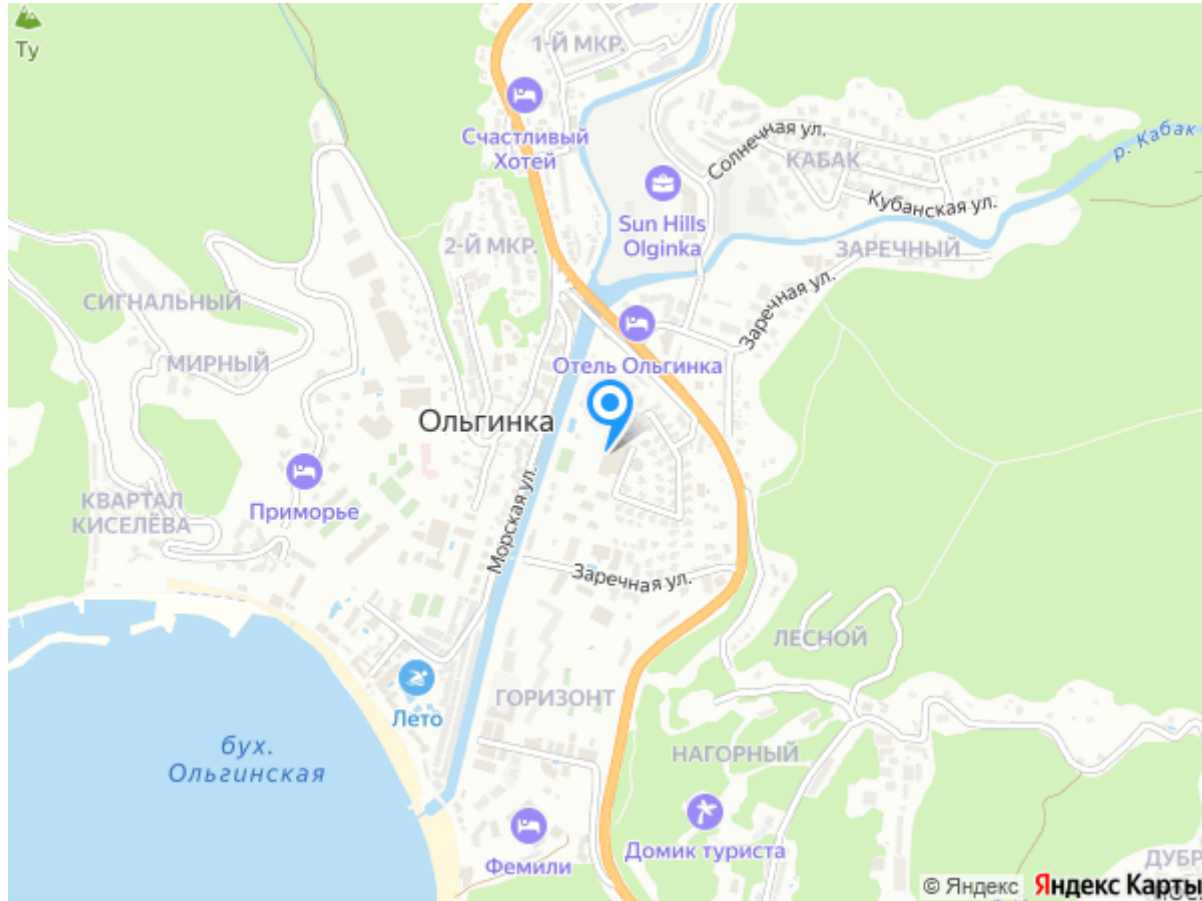 Ту
1-Й МКР.
Счастливый
Хотей
Солнечная ул.
КАБАК
р. Кабак
Кубанская ул.
Sun Hills
Olginka
ЗАРЕЧНЫЙ
2-Й МКР.
СИГНАЛЬНЫЙ
Заречная ул.
МИРНЫЙ
Отель Ольгинка
Ольгинка
КВАРТАЛ
КИСЕЛЁВА
Приморье
Морская ул.
Заречная ул.
ЛЕСНОЙ
ГОРИЗОНТ
Лето
бух.
Ольгинская
НАГОРНЫЙ
Фемили
Домик туриста
ДУБР
© Яндекс Яндекс Карты